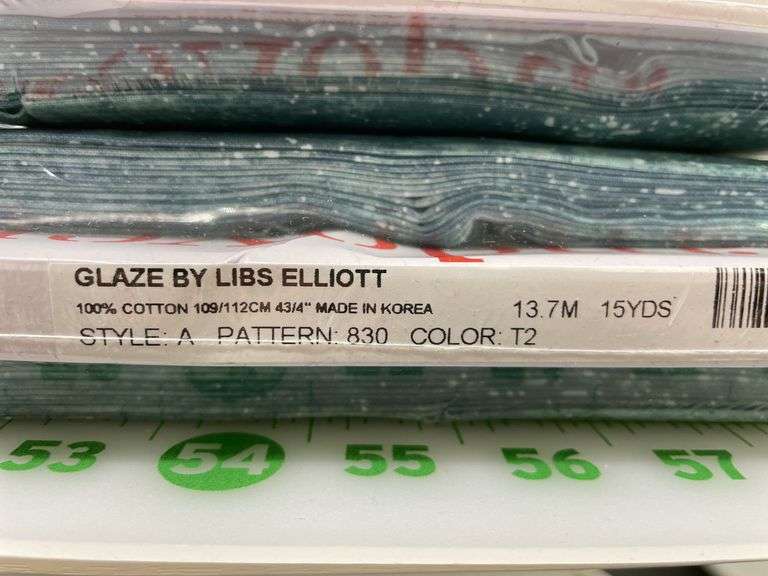 GLAZE BY LIBS ELLIOTT
100% COTTON 109/112CM 43/4" MADE IN KOREA 13.7M 15YDS
STYLE: A PATTERN: 830 COLOR: T2
53 54 55 56 57